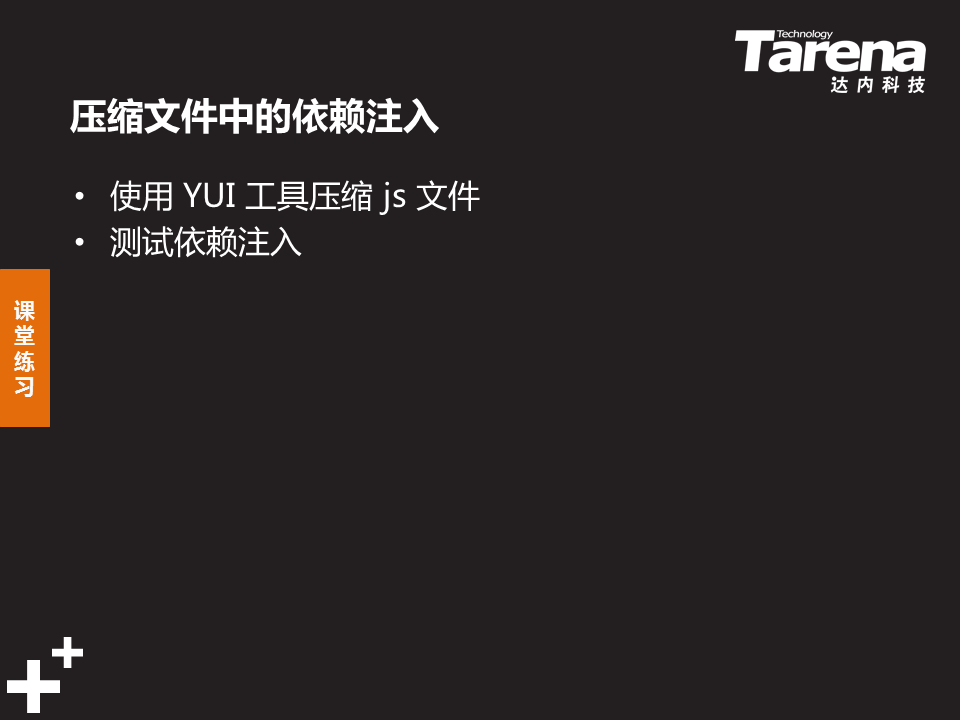 Technology
Tarena
达内科技
压缩文件中的依赖注入
• 使用 YUI 工具压缩 js 文件
• 测试依赖注入
课
堂
练
习